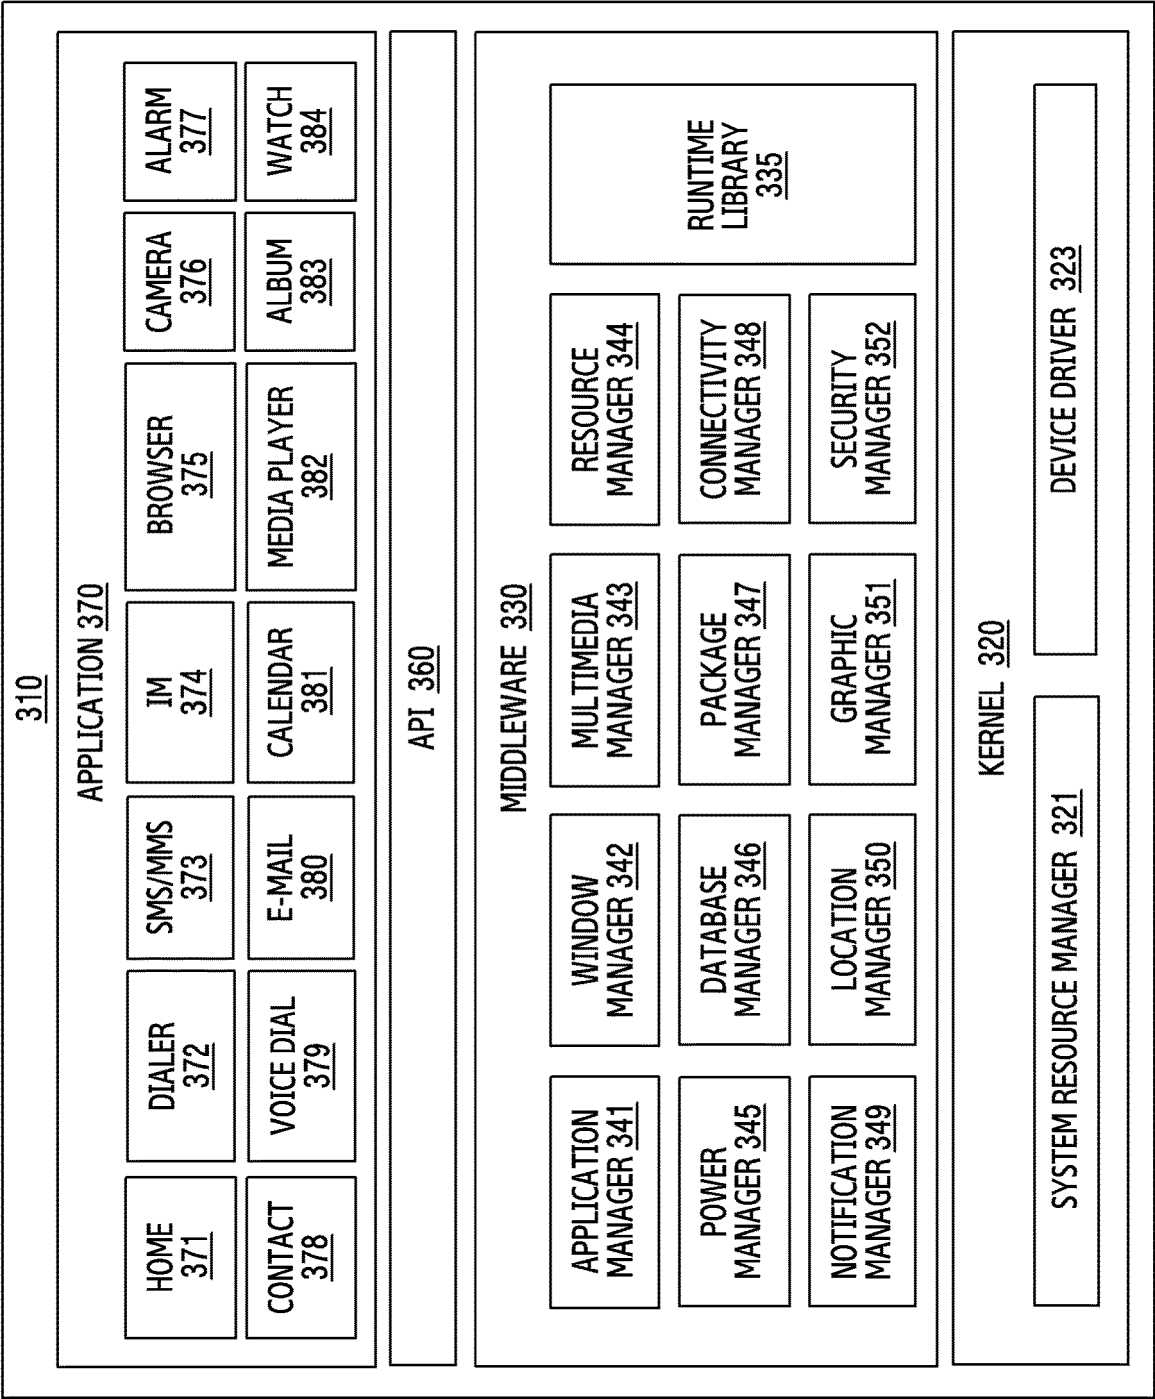 310
APPLICATION 370
HOME
371
DIALER
372
SMS/MMS
373
IM
374
BROWSER
375
CAMERA
376
ALARM
377
CONTACT
378
VOICE DIAL
379
E-MAIL
380
CALENDAR
381
MEDIA PLAYER
382
ALBUM
383
WATCH
384
API 360
MIDDLEWARE 330
APPLICATION
MANAGER 341
WINDOW
MANAGER 342
MULTIMEDIA
MANAGER 343
RESOURCE
MANAGER 344
POWER
MANAGER 345
DATABASE
MANAGER 346
PACKAGE
MANAGER 347
CONNECTIVITY
MANAGER 348
NOTIFICATION
MANAGER 349
LOCATION
MANAGER 350
GRAPHIC
MANAGER 351
SECURITY
MANAGER 352
RUNTIME
LIBRARY
335
KERNEL 320
SYSTEM RESOURCE MANAGER 321
DEVICE DRIVER 323